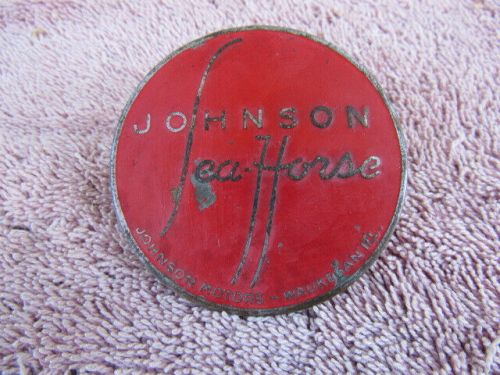 JOHNSON
Sea-Horse
JOHNSON MOTORS - WAUKEGAN ILL.